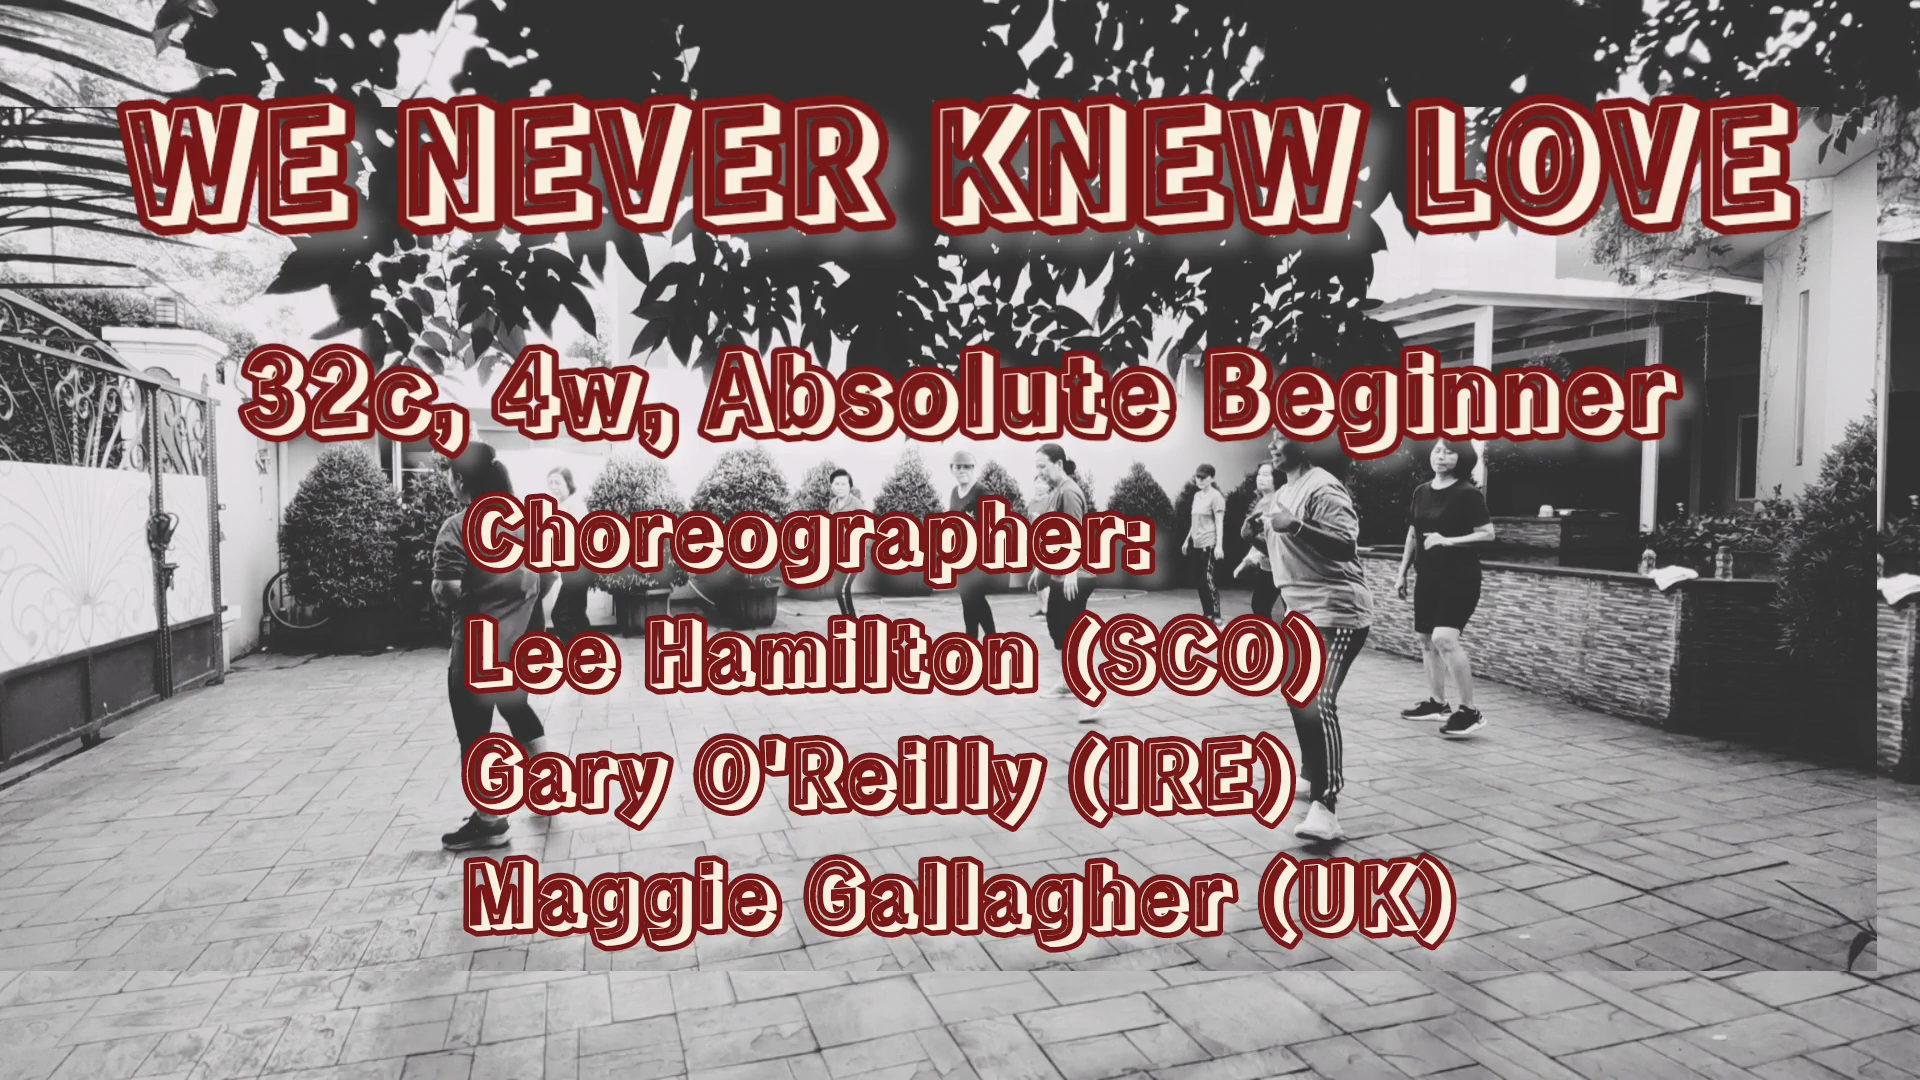 WE NEVER KNEW LOVE
32c, 4w, Absolute Beginner
Choreographer:
Lee Hamilton (SCO)
Gary O'Reilly (IRE)
Maggie Gallagher (UK)